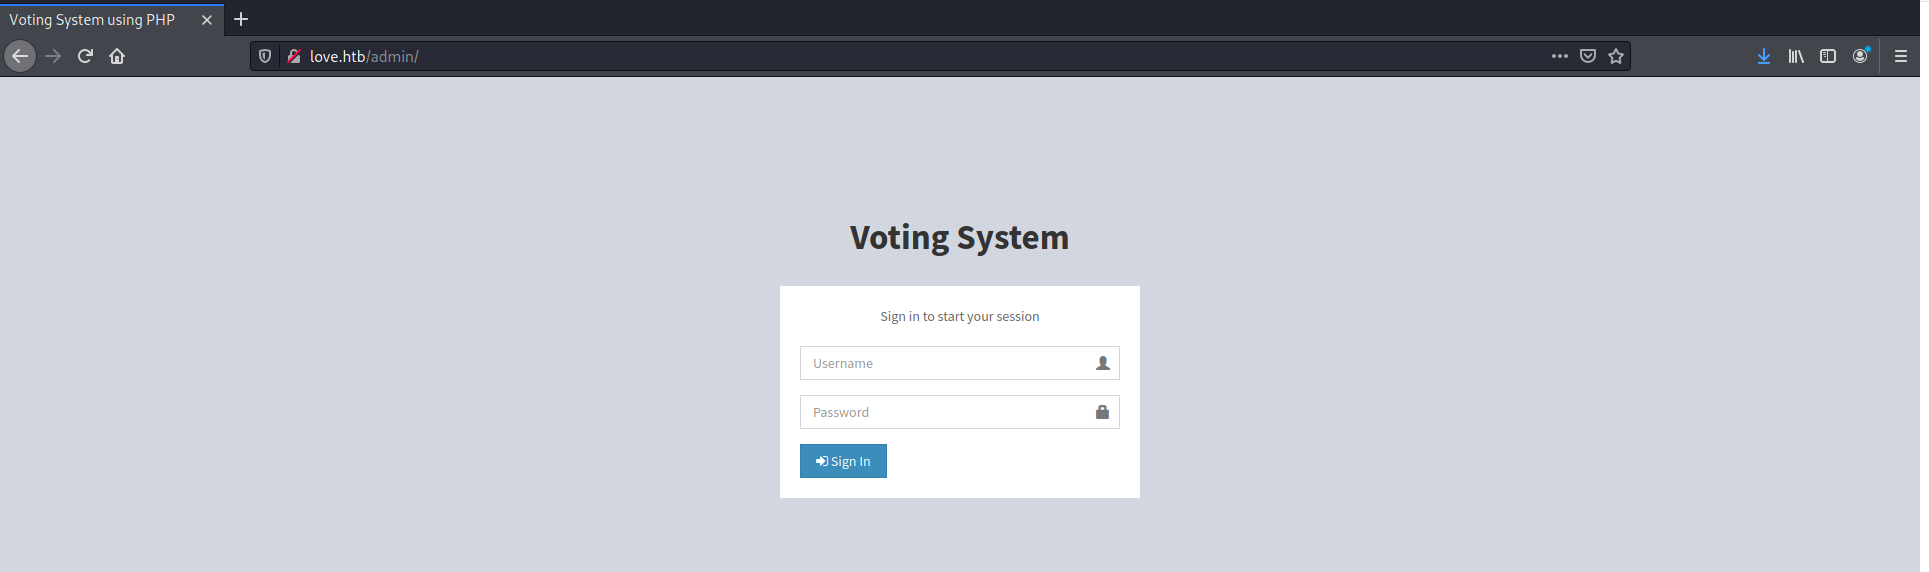 Voting System using PHP
love.htb/admin/
Voting System
Sign in to start your session
Username
Password
Sign In